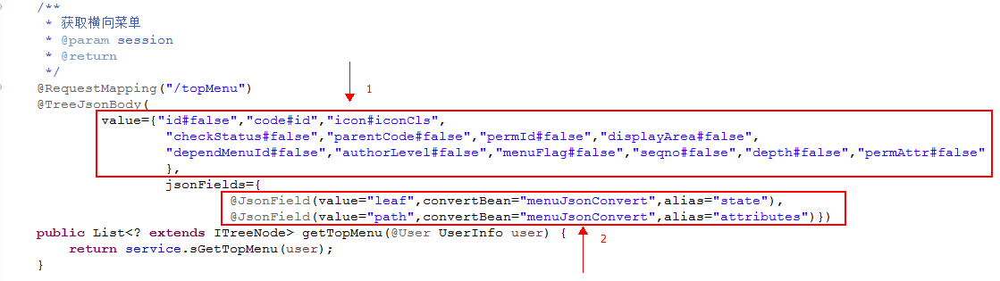 /**
* 获取横向菜单
* @param session
* @return
*/
@RequestMapping("/topMenu")
1
@TreeJsonBody(
value={"id#false","code#id","icon#iconCls",
"checkStatus#false","parentCode#false","permId#false","displayArea#false",
"dependMenuId#false","authorLevel#false","menuFlag#false","seqno#false","depth#false","permAttr#false"
},
jsonFields={
@JsonField(value="leaf",convertBean="menuJsonConvert",alias="state"),
@JsonField(value="path",convertBean="menuJsonConvert",alias="attributes")})
public List<? extends ITreeNode> getTopMenu(@User UserInfo user) {
2
return service.sGetTopMenu(user);
}